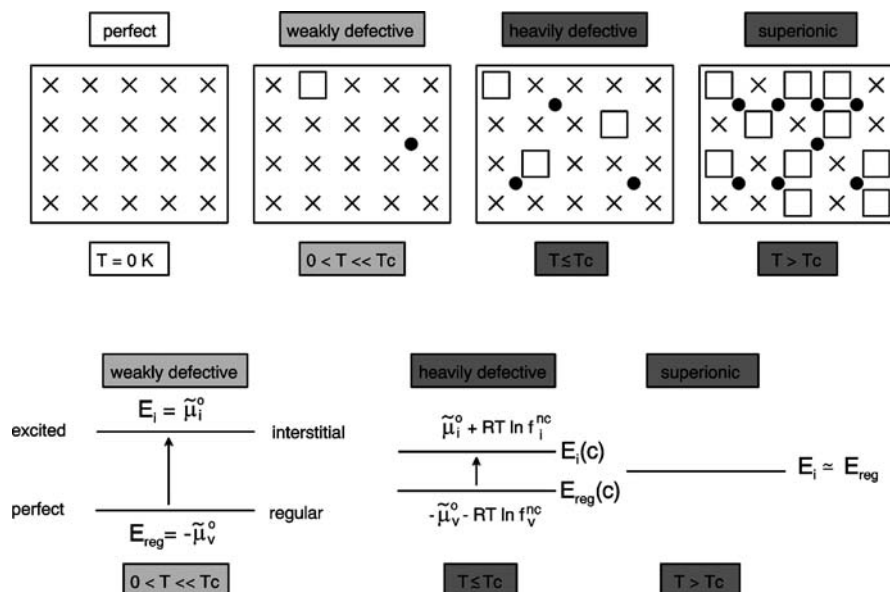 perfect
weakly defective
heavily defective
superionic
T = 0 K
0 < T << Tc
T ≤ Tc
T > Tc
weakly defective
heavily defective
superionic
excited
E_i = μ̃_i^o
interstitial
μ̃_i^o + RT ln f_i^nc
E_i(c)
E_i ≃ E_reg
E_reg(c)
perfect
regular
E_reg = -μ̃_v^o
-μ̃_v^o - RT ln f_v^nc
0 < T << Tc
T ≤ Tc
T > Tc